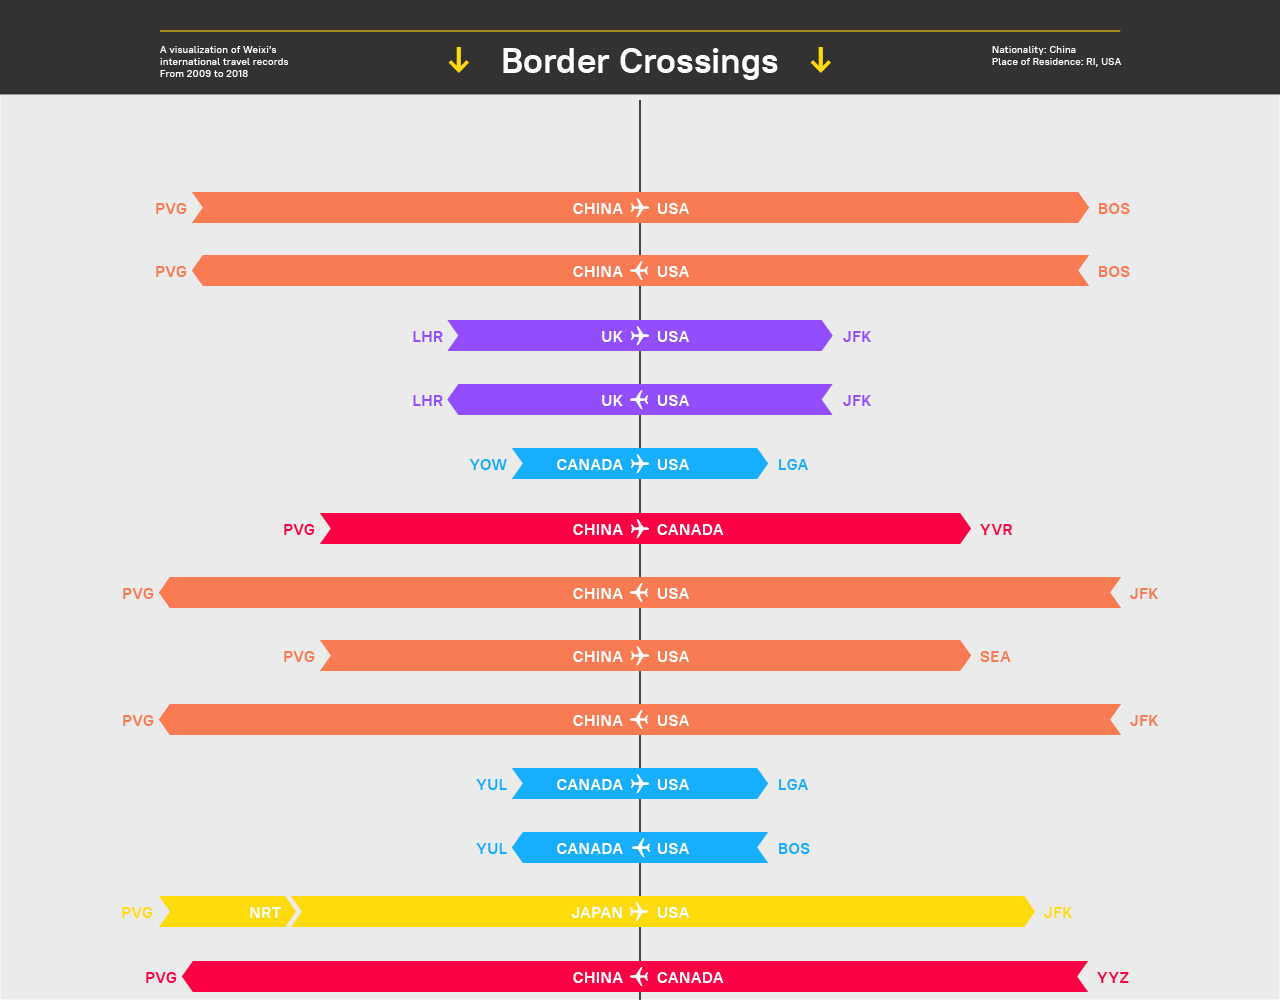 A visualization of Weixi's
international travel records
From 2009 to 2018
Border Crossings
Nationality: China
Place of Residence: RI, USA
PVG CHINA USA BOS
PVG CHINA USA BOS
LHR UK USA JFK
LHR UK USA JFK
YOW CANADA USA LGA
PVG CHINA CANADA YVR
PVG CHINA USA JFK
PVG CHINA USA SEA
PVG CHINA USA JFK
YUL CANADA USA LGA
YUL CANADA USA BOS
PVG NRT JAPAN USA JFK
PVG CHINA CANADA YYZ